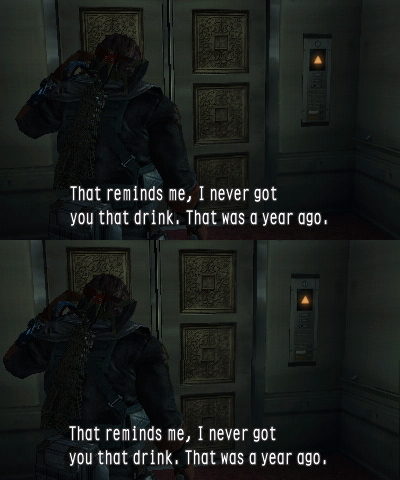 That reminds me, I never got
you that drink. That was a year ago.
That reminds me, I never got
you that drink. That was a year ago.